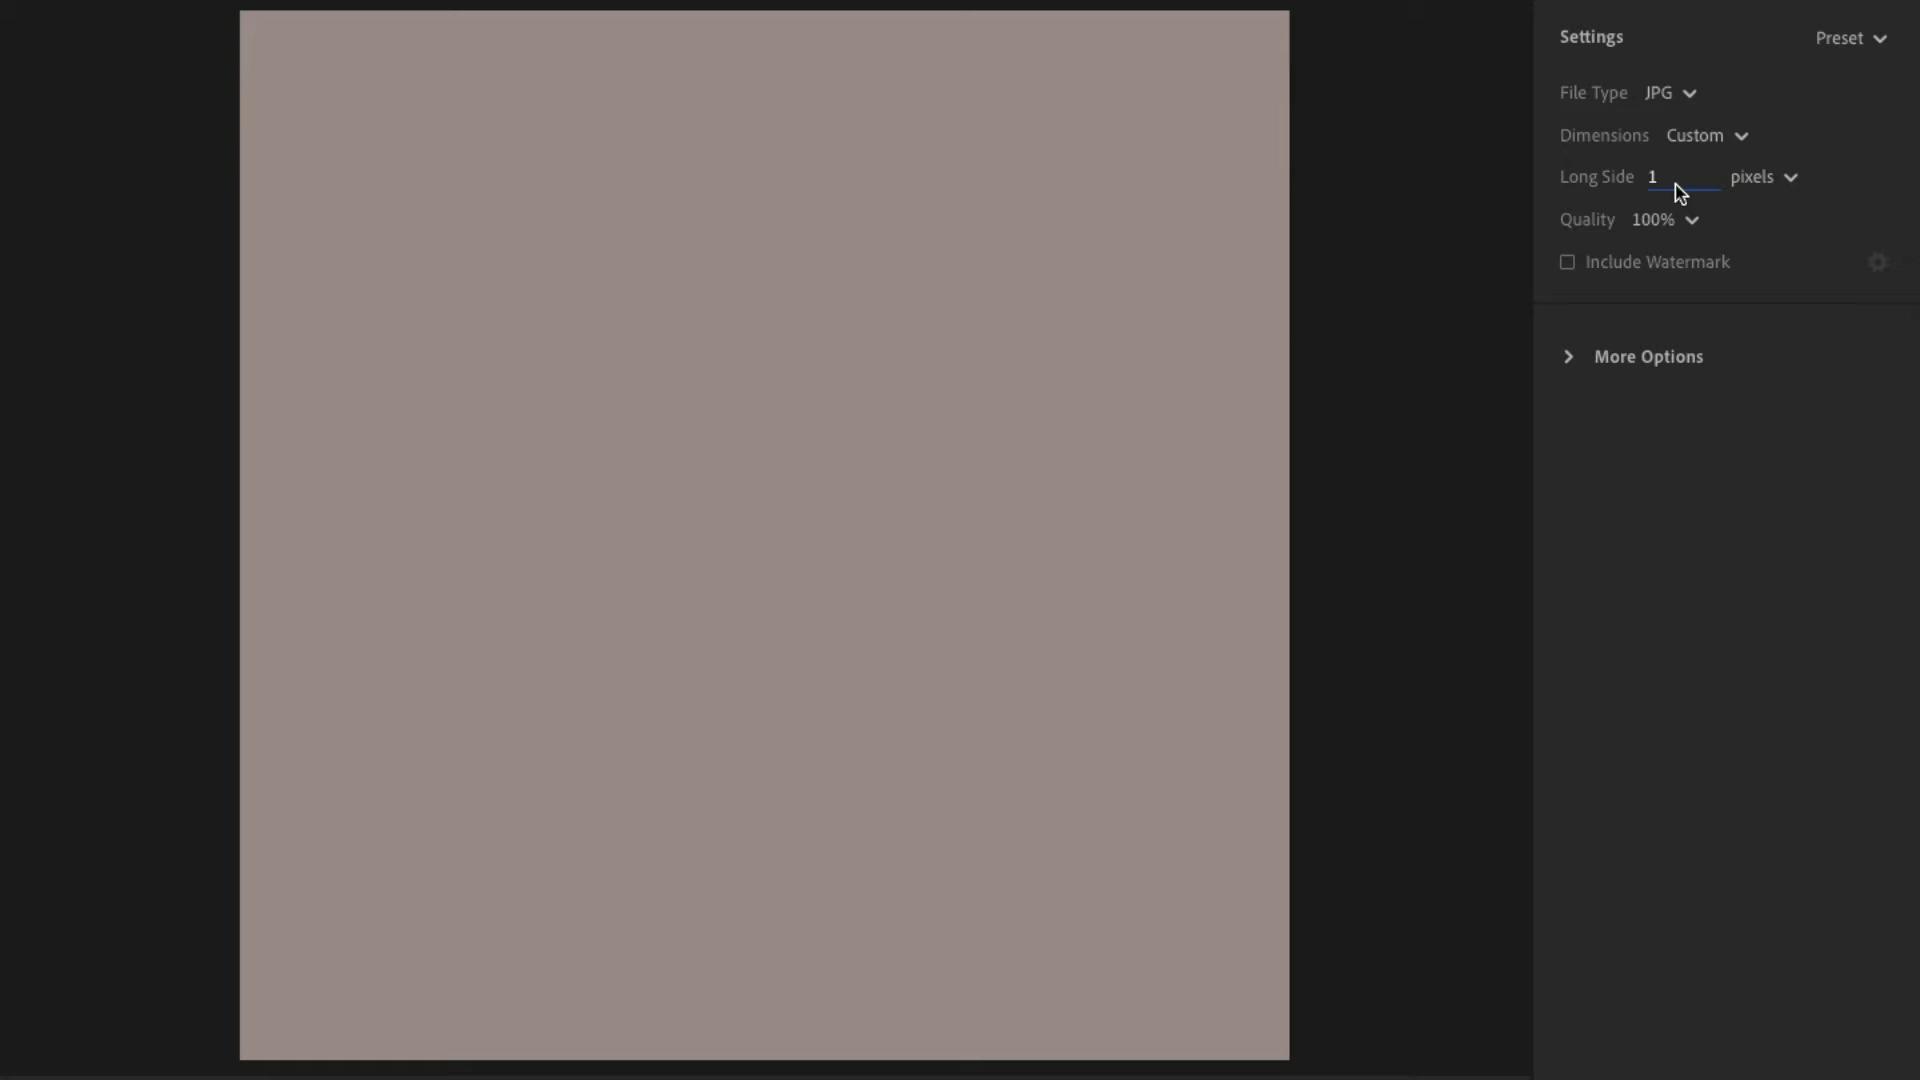 Settings
Preset
File Type JPG
Dimensions Custom
Long Side 1 pixels
Quality 100%
Include Watermark
More Options